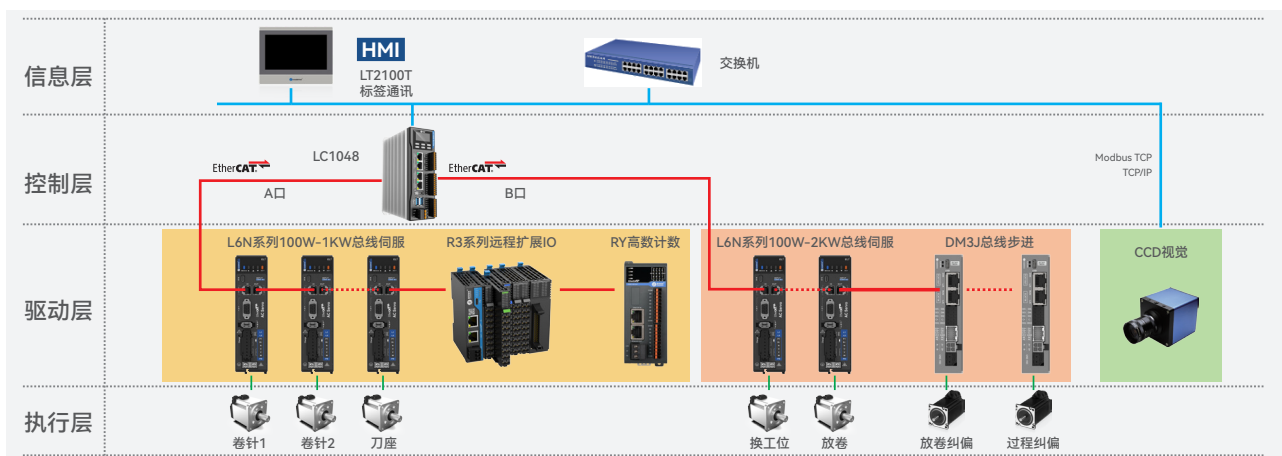 信息层
HMI
LT2100T
标签通讯
交换机
控制层
EtherCAT
LC1048
EtherCAT
A口
B口
Modbus TCP
TCP/IP
驱动层
L6N系列100W-1KW总线伺服
R3系列远程扩展IO
RY高数计数
L6N系列100W-2KW总线伺服
DM3J总线步进
CCD视觉
执行层
卷针1
卷针2
刀座
换工位
放卷
放卷纠偏
过程纠偏